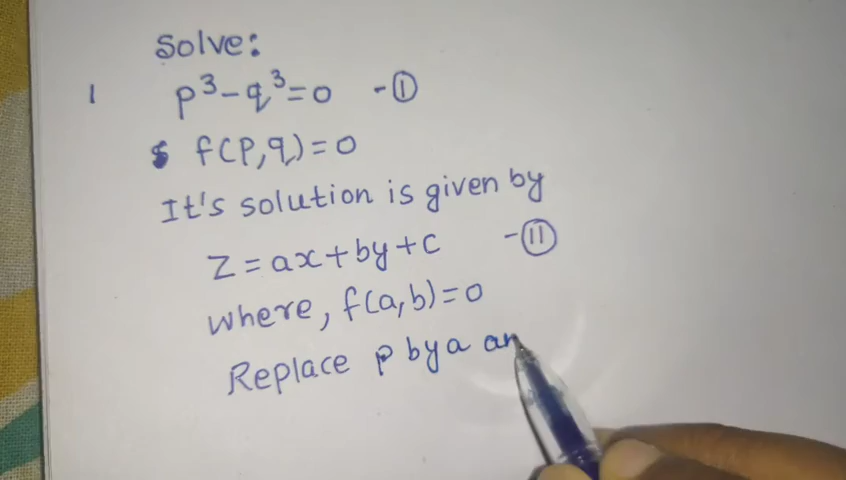 Solve:
1 p³-q³=0 -①
f(p,q)=0
It's solution is given by
z=ax+by+c -⑪
where, f(a,b)=0
Replace p by a an